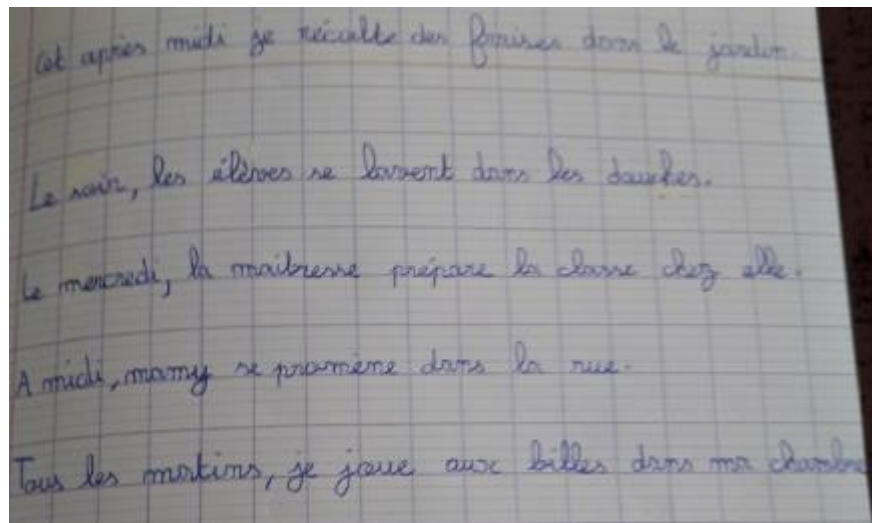 Cet après midi je récolte des fraises dans le jardin.
Le soir, les élèves se lavent dans les douches.
Le mercredi, la maitresse prépare la classe chez elle.
A midi, mamy se promène dans la rue.
Tous les matins, je joue aux billes dans ma chambre